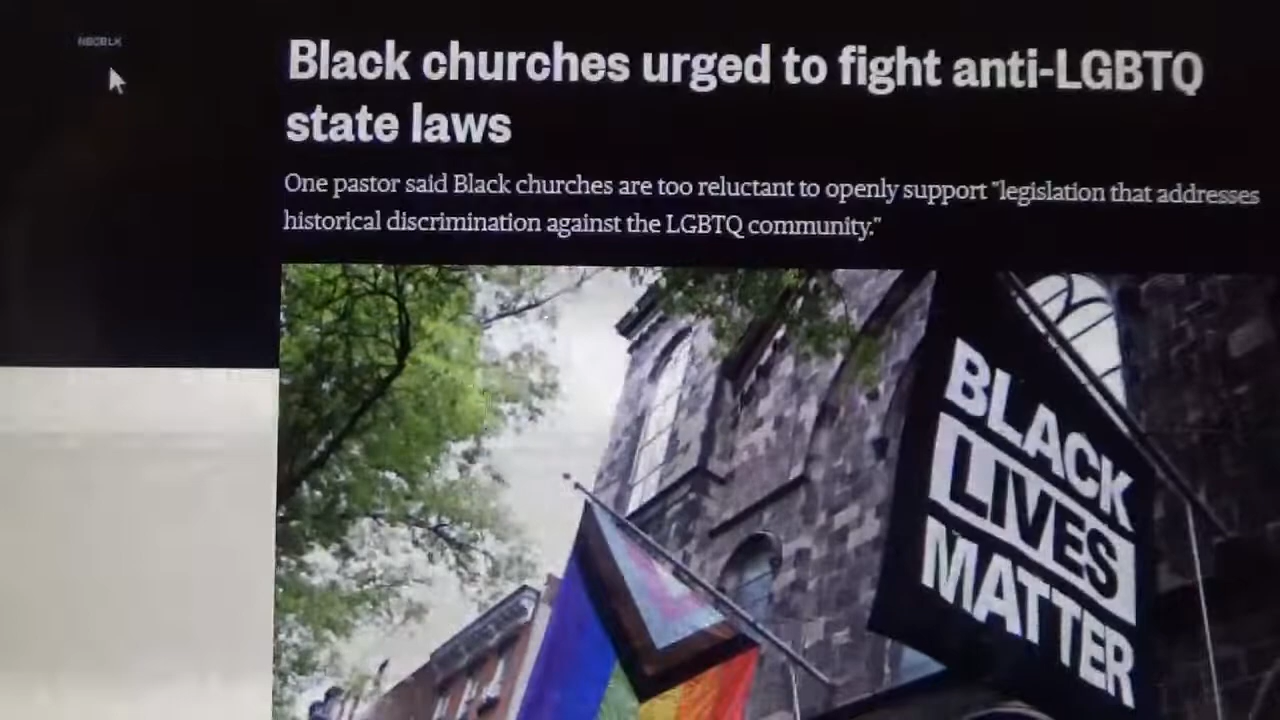 NBCBLK
Black churches urged to fight anti-LGBTQ
state laws
One pastor said Black churches are too reluctant to openly support "legislation that addresses
historical discrimination against the LGBTQ community."
BLACK
LIVES
MATTER